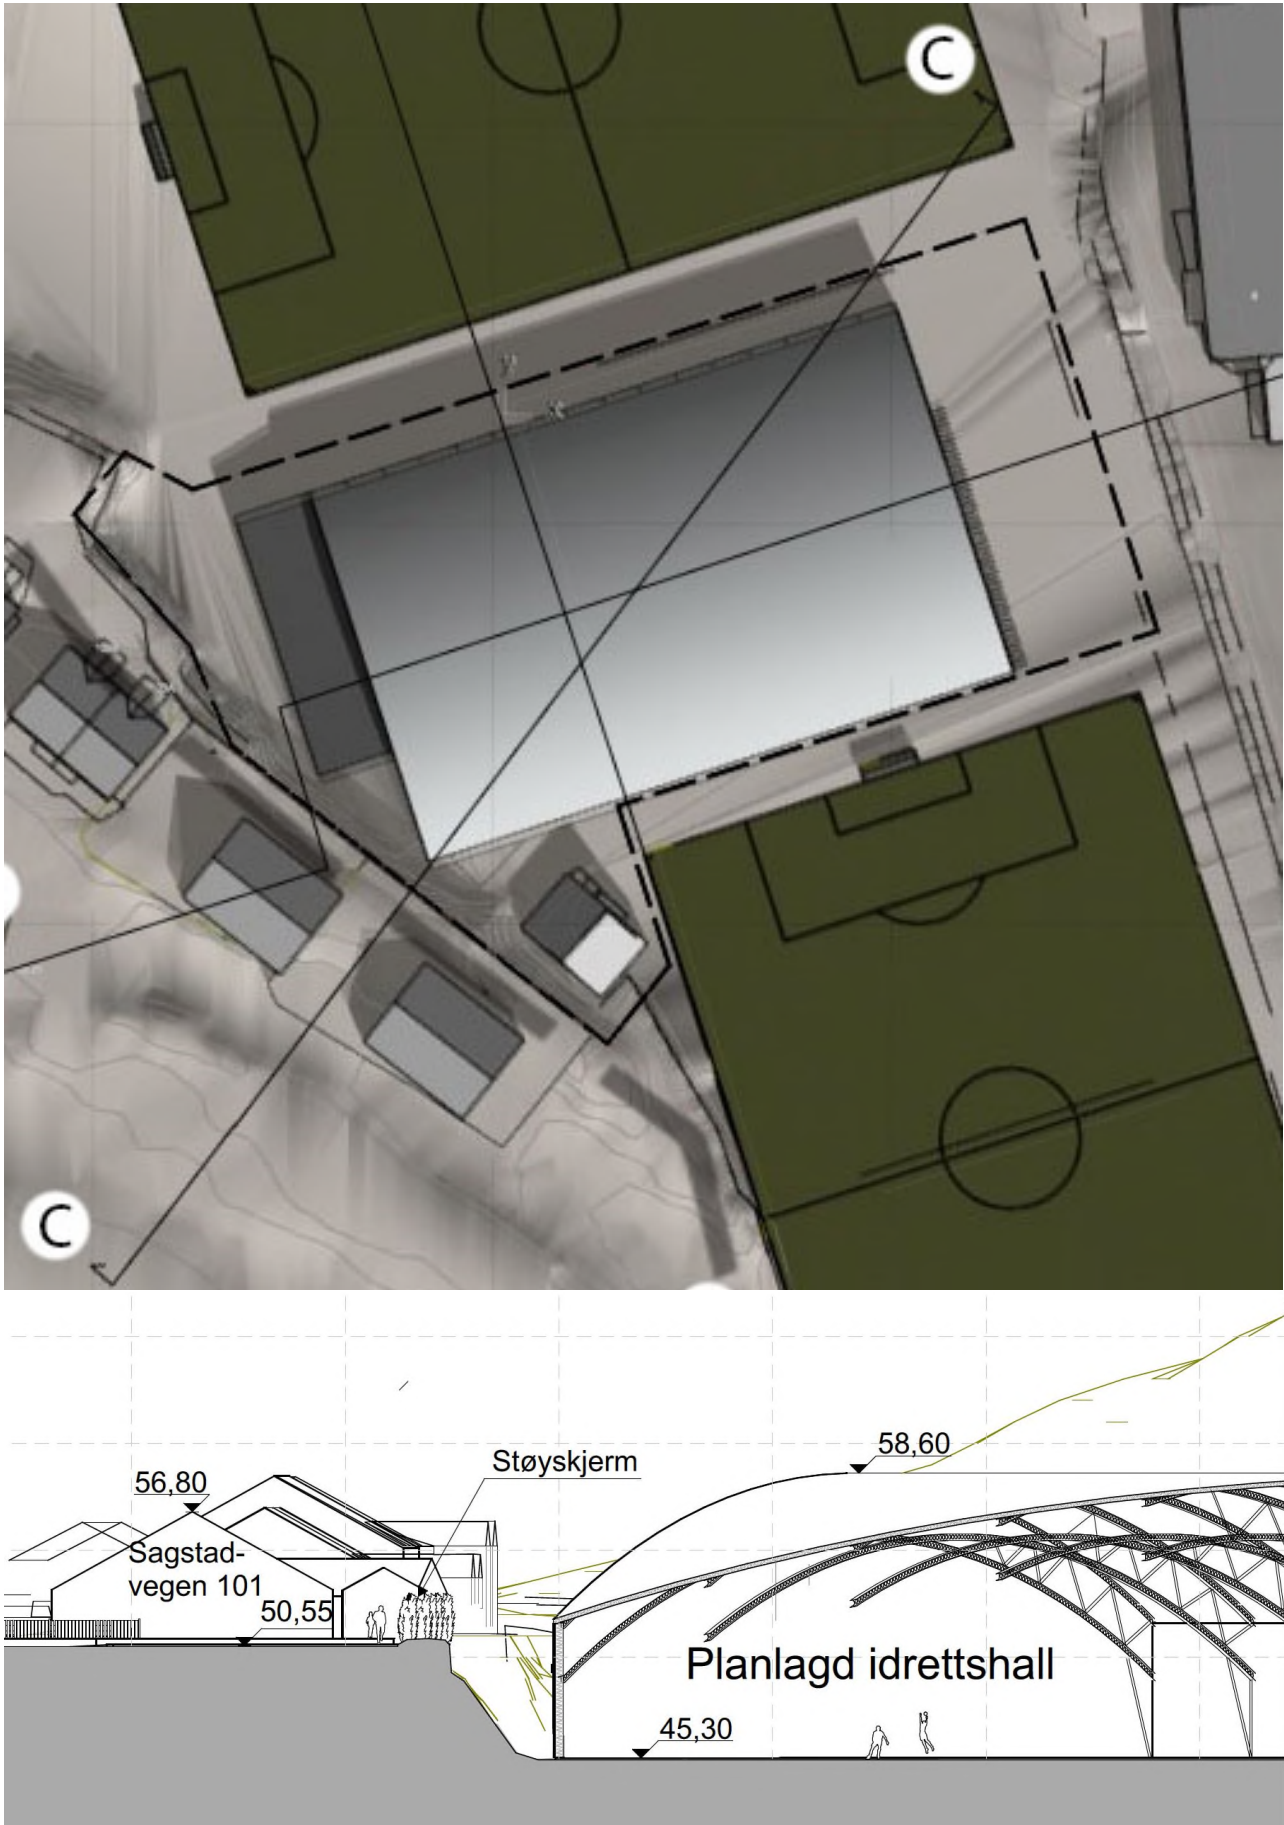 C
C
58,60
Støyskjerm
56,80
Sagstad-
vegen 101
50,55
Planlagd idrettshall
45,30